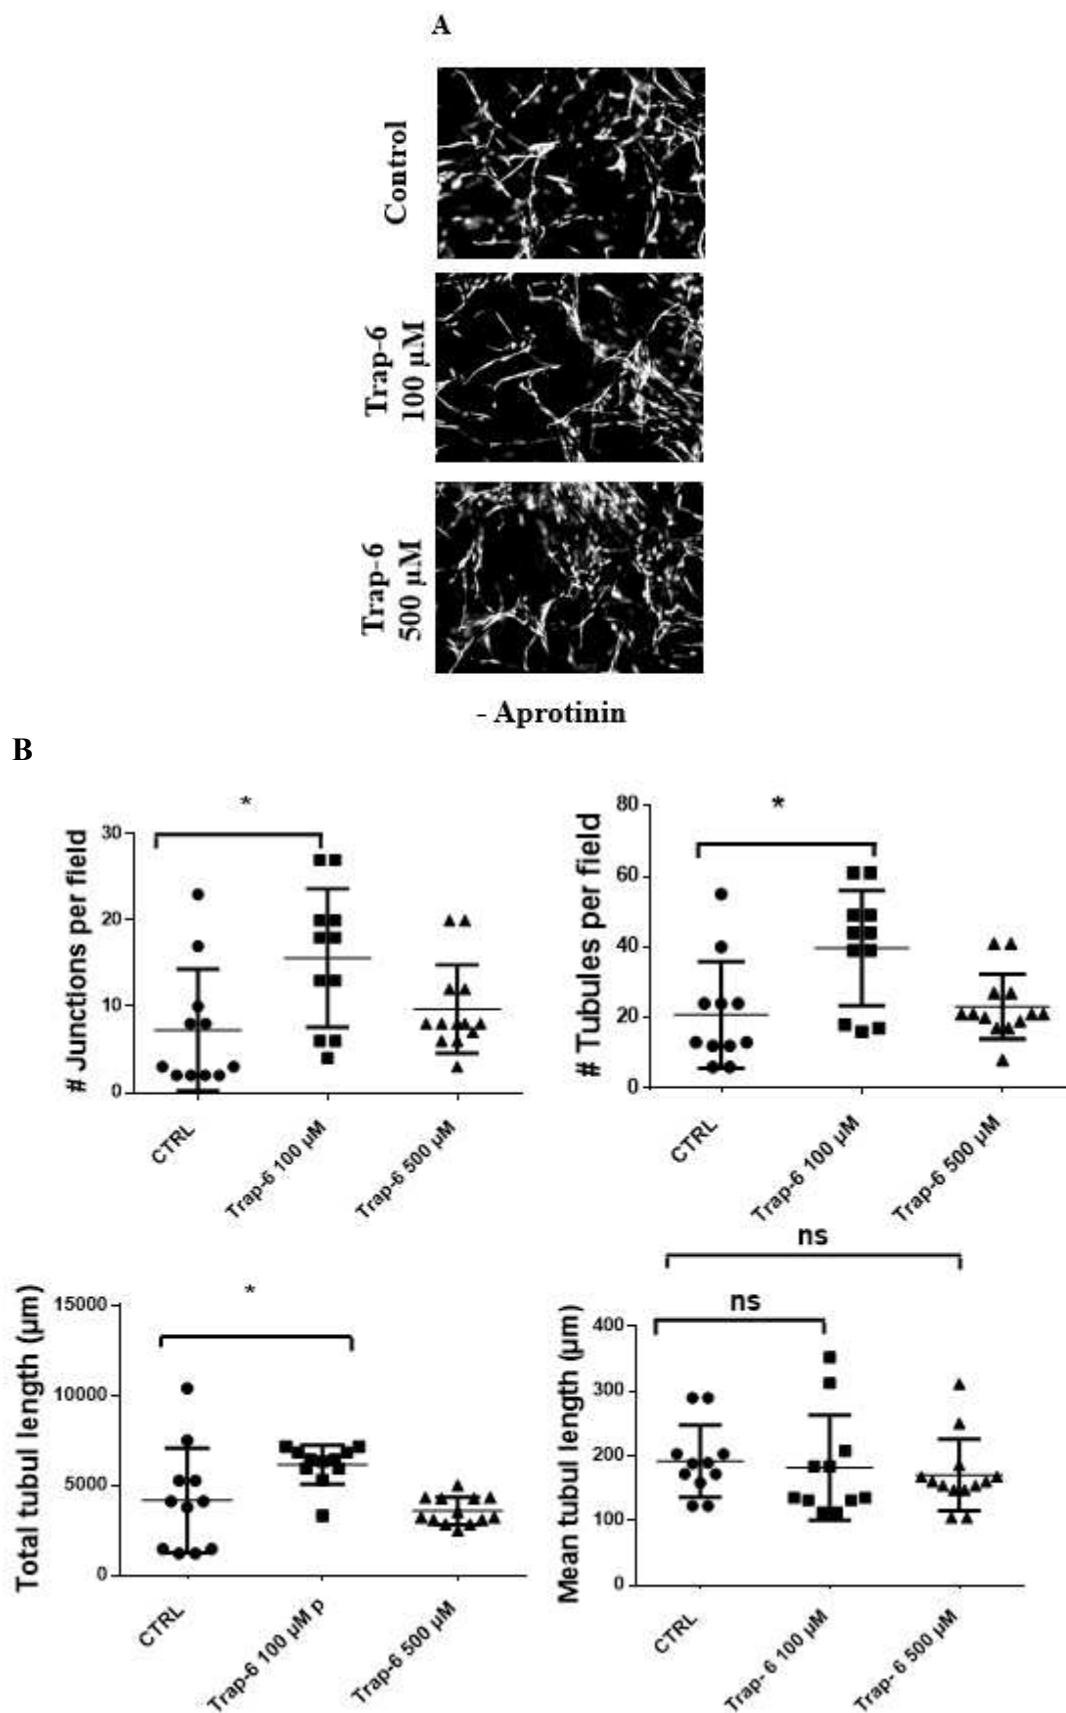 A
Control
Trap-6
100 µM
Trap-6
500 µM
- Aprotinin
B
*
# Junctions per field
30
20
10
0
CTRL
Trap-6 100 µM
Trap-6 500 µM
*
# Tubules per field
80
60
40
20
0
CTRL
Trap-6 100 µM
Trap-6 500 µM
*
Total tubul length (µm)
15000
10000
5000
0
CTRL
Trap-6 100 µM p
Trap-6 500 µM
ns
ns
Mean tubul length (µm)
400
300
200
100
0
CTRL
Trap- 6 100 µM
Trap- 6 500 µM